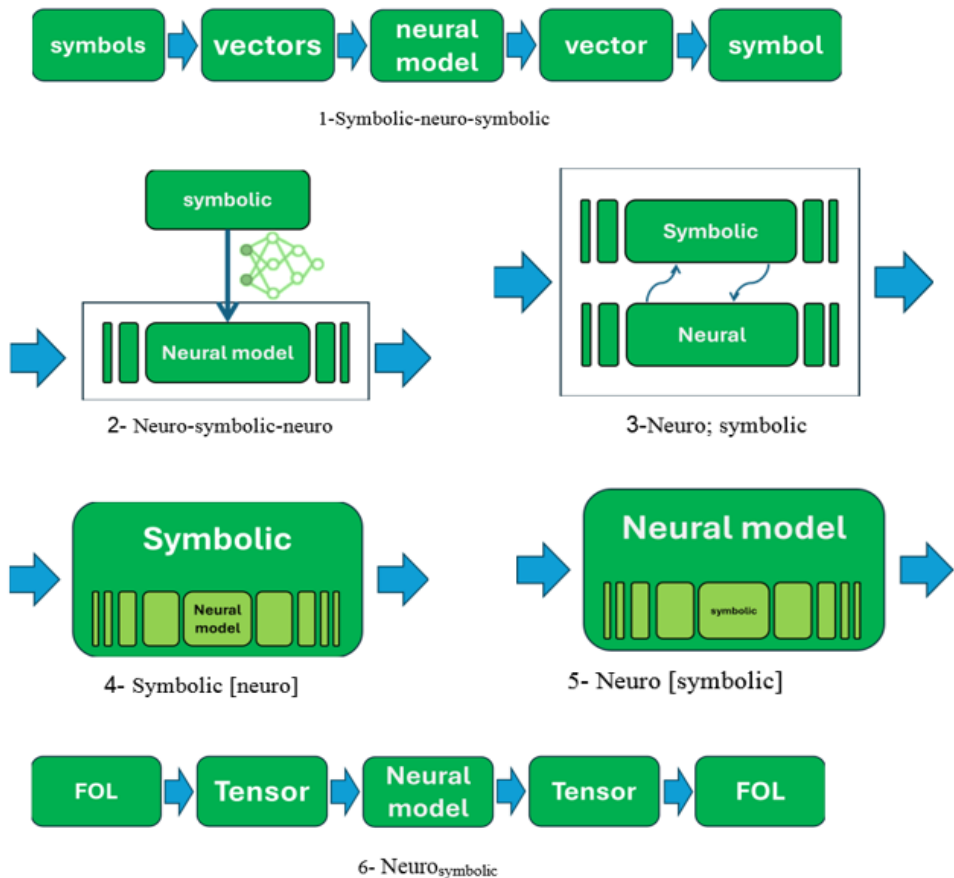 symbols
vectors
neural
model
vector
symbol
1-Symbolic-neuro-symbolic
symbolic
Neural model
2- Neuro-symbolic-neuro
Symbolic
Neural
3-Neuro; symbolic
Symbolic
Neural
model
4- Symbolic [neuro]
Neural model
symbolic
5- Neuro [symbolic]
FOL
Tensor
Neural
model
Tensor
FOL
6- Neurosymbolic